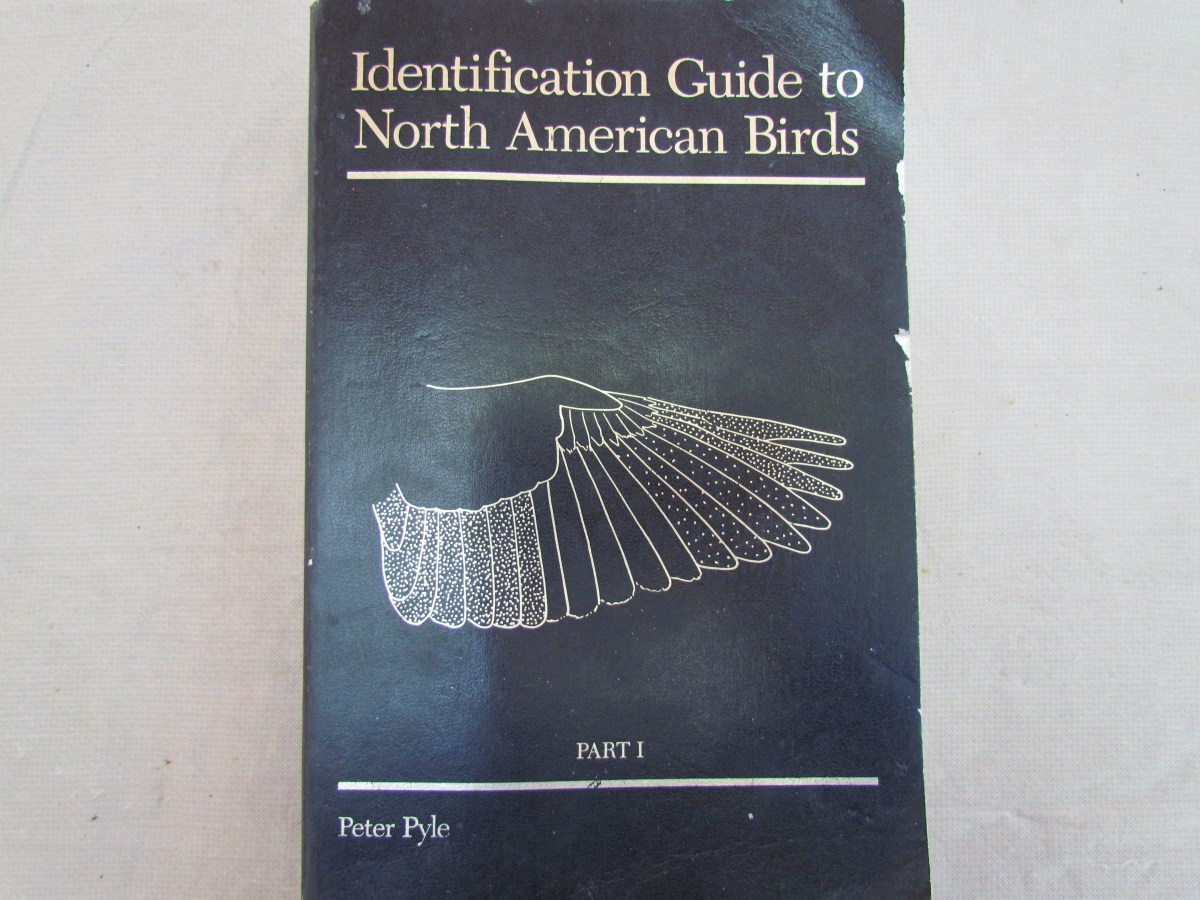 Identification Guide to
North American Birds
PART I
Peter Pyle